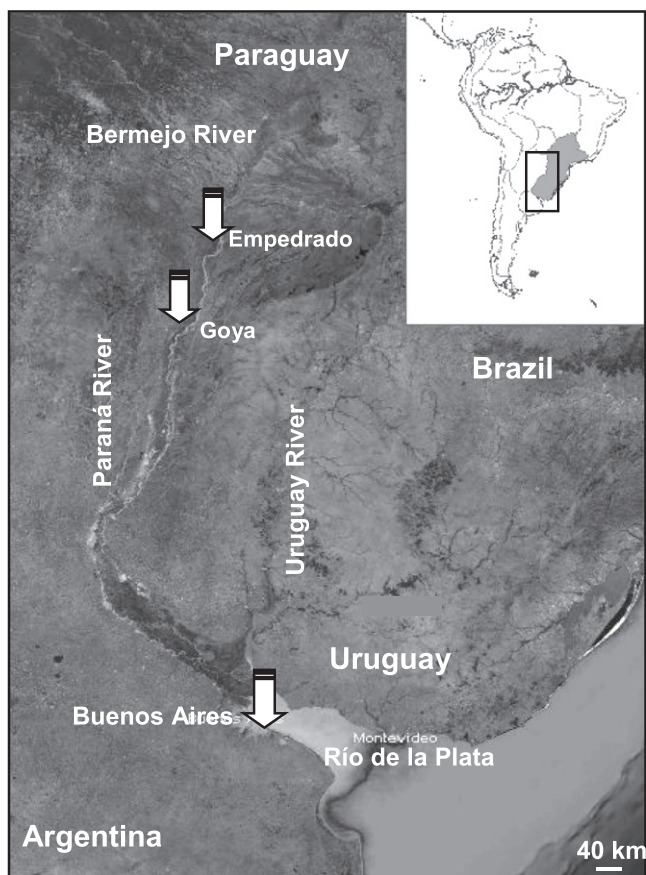 Paraguay
Bermejo River
Empedrado
Goya
Paraná River
Brazil
Uruguay River
Uruguay
Buenos Aires
Montevideo
Río de la Plata
Argentina
40 km